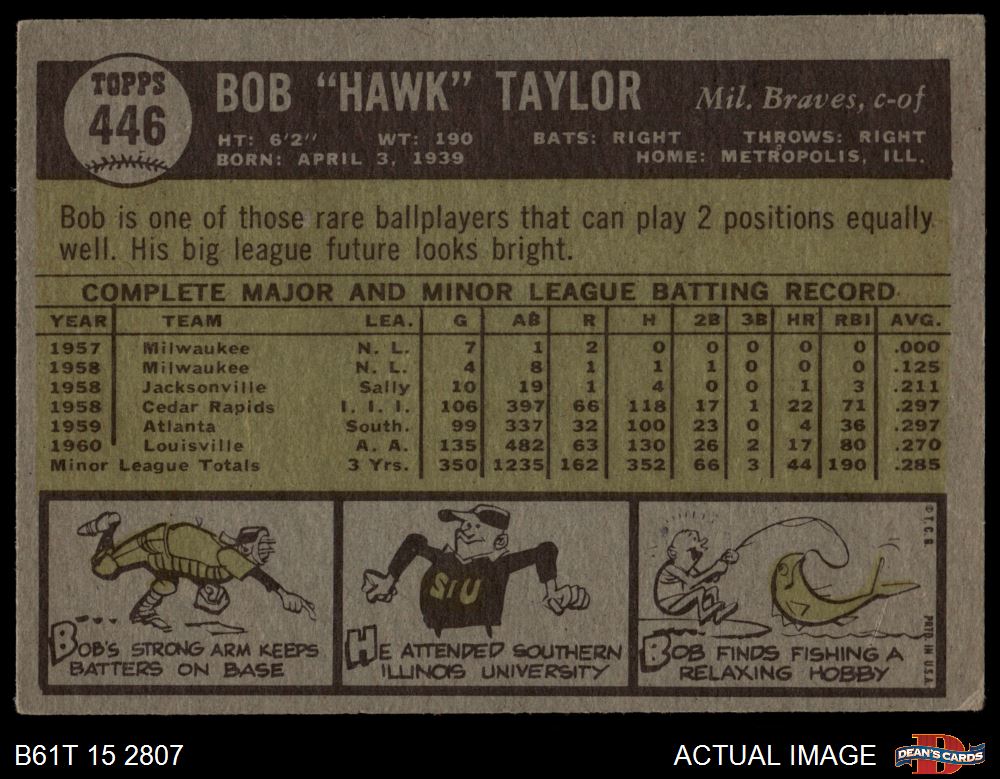 TOPPS
446
BOB "HAWK" TAYLOR Mil. Braves, c-of
HT: 6'2" WT: 190 BATS: RIGHT THROWS: RIGHT
BORN: APRIL 3, 1939 HOME: METROPOLIS, ILL.
Bob is one of those rare ballplayers that can play 2 positions equally
well. His big league future looks bright.
COMPLETE MAJOR AND MINOR LEAGUE BATTING RECORD
YEAR TEAM LEA. G AB R H 2B 3B HR RBI AVG.
1957 Milwaukee N. L. 7 1 2 0 0 0 0 0 .000
1958 Milwaukee N. L. 4 8 1 1 1 0 0 0 .125
1958 Jacksonville Sally 10 19 1 4 0 0 1 3 .211
1958 Cedar Rapids I. I. I. 106 397 66 118 17 1 22 71 .297
1959 Atlanta South. 99 337 32 100 23 0 4 36 .297
1960 Louisville A. A. 135 482 63 130 26 2 17 80 .270
Minor League Totals 3 Yrs. 350 1235 162 352 66 3 44 190 .285
BOB'S STRONG ARM KEEPS
BATTERS ON BASE
SIU
HE ATTENDED SOUTHERN
ILLINOIS UNIVERSITY
BOB FINDS FISHING A
RELAXING HOBBY
© T.C.G.
PRTD. IN U.S.A.
B61T 15 2807
ACTUAL IMAGE
D
DEAN'S CARDS